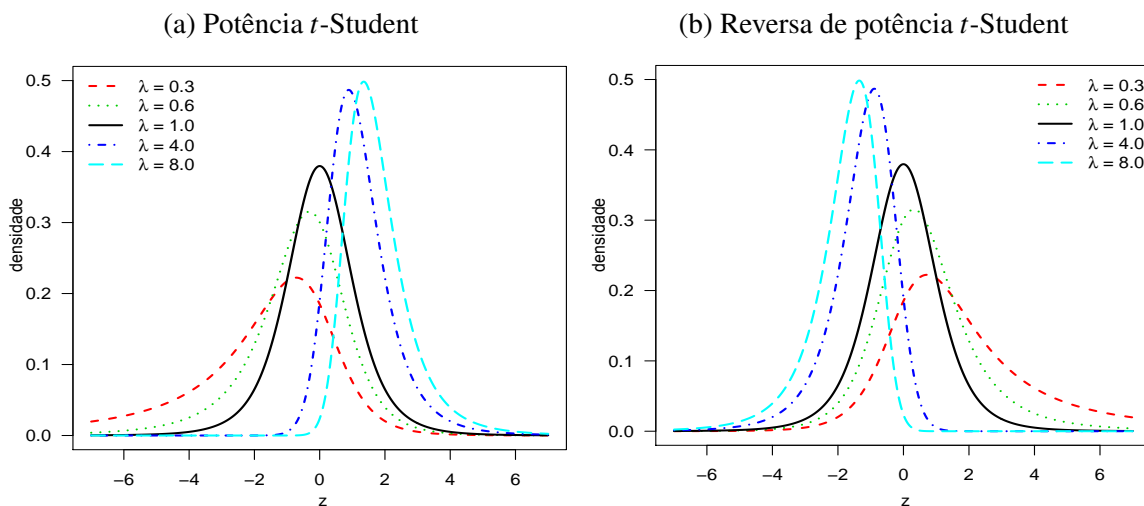 (a) Potência t-Student
λ = 0.3
λ = 0.6
λ = 1.0
λ = 4.0
λ = 8.0
0.5
0.4
0.3
0.2
0.1
0.0
densidade
−6 −4 −2 0 2 4 6
z
(b) Reversa de potência t-Student
λ = 0.3
λ = 0.6
λ = 1.0
λ = 4.0
λ = 8.0
0.5
0.4
0.3
0.2
0.1
0.0
densidade
−6 −4 −2 0 2 4 6
z